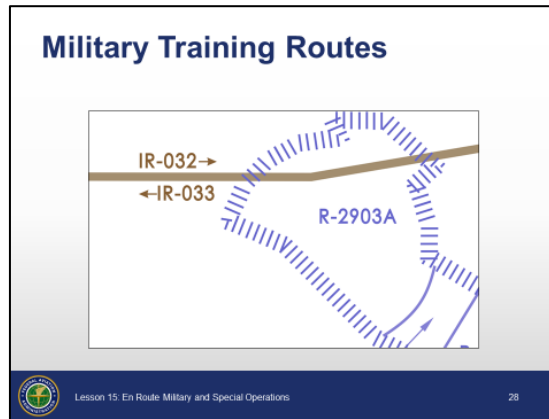 Military Training Routes
IR-032→
←IR-033
R-2903A
Lesson 15: En Route Military and Special Operations
28